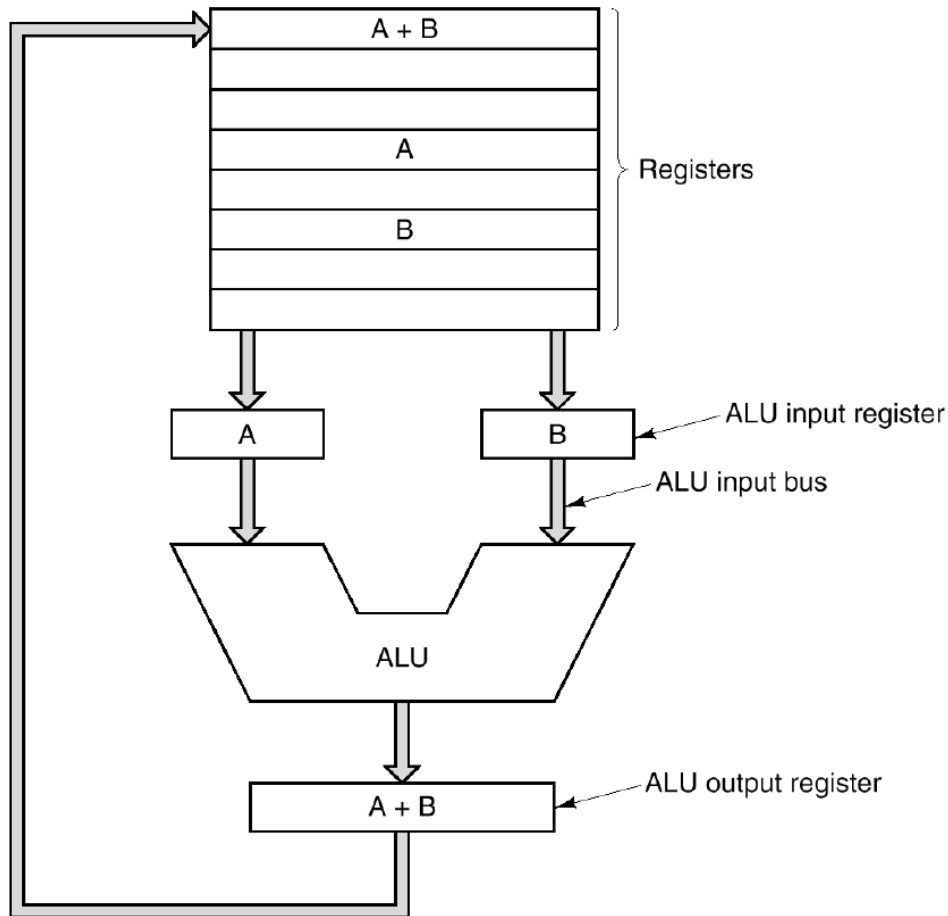 A + B
A
Registers
B
A
B
ALU input register
ALU input bus
ALU
A + B
ALU output register